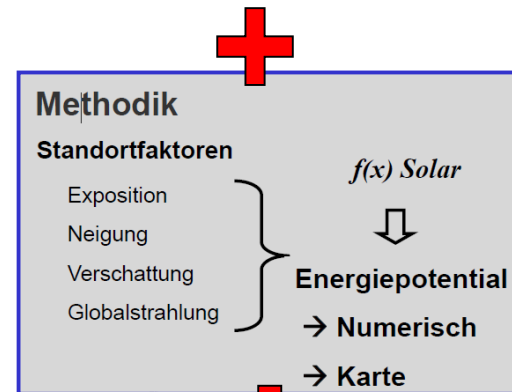 Methodik
Standortfaktoren
Exposition
Neigung
Verschattung
Globalstrahlung
f(x) Solar
Energiepotential
→ Numerisch
→ Karte